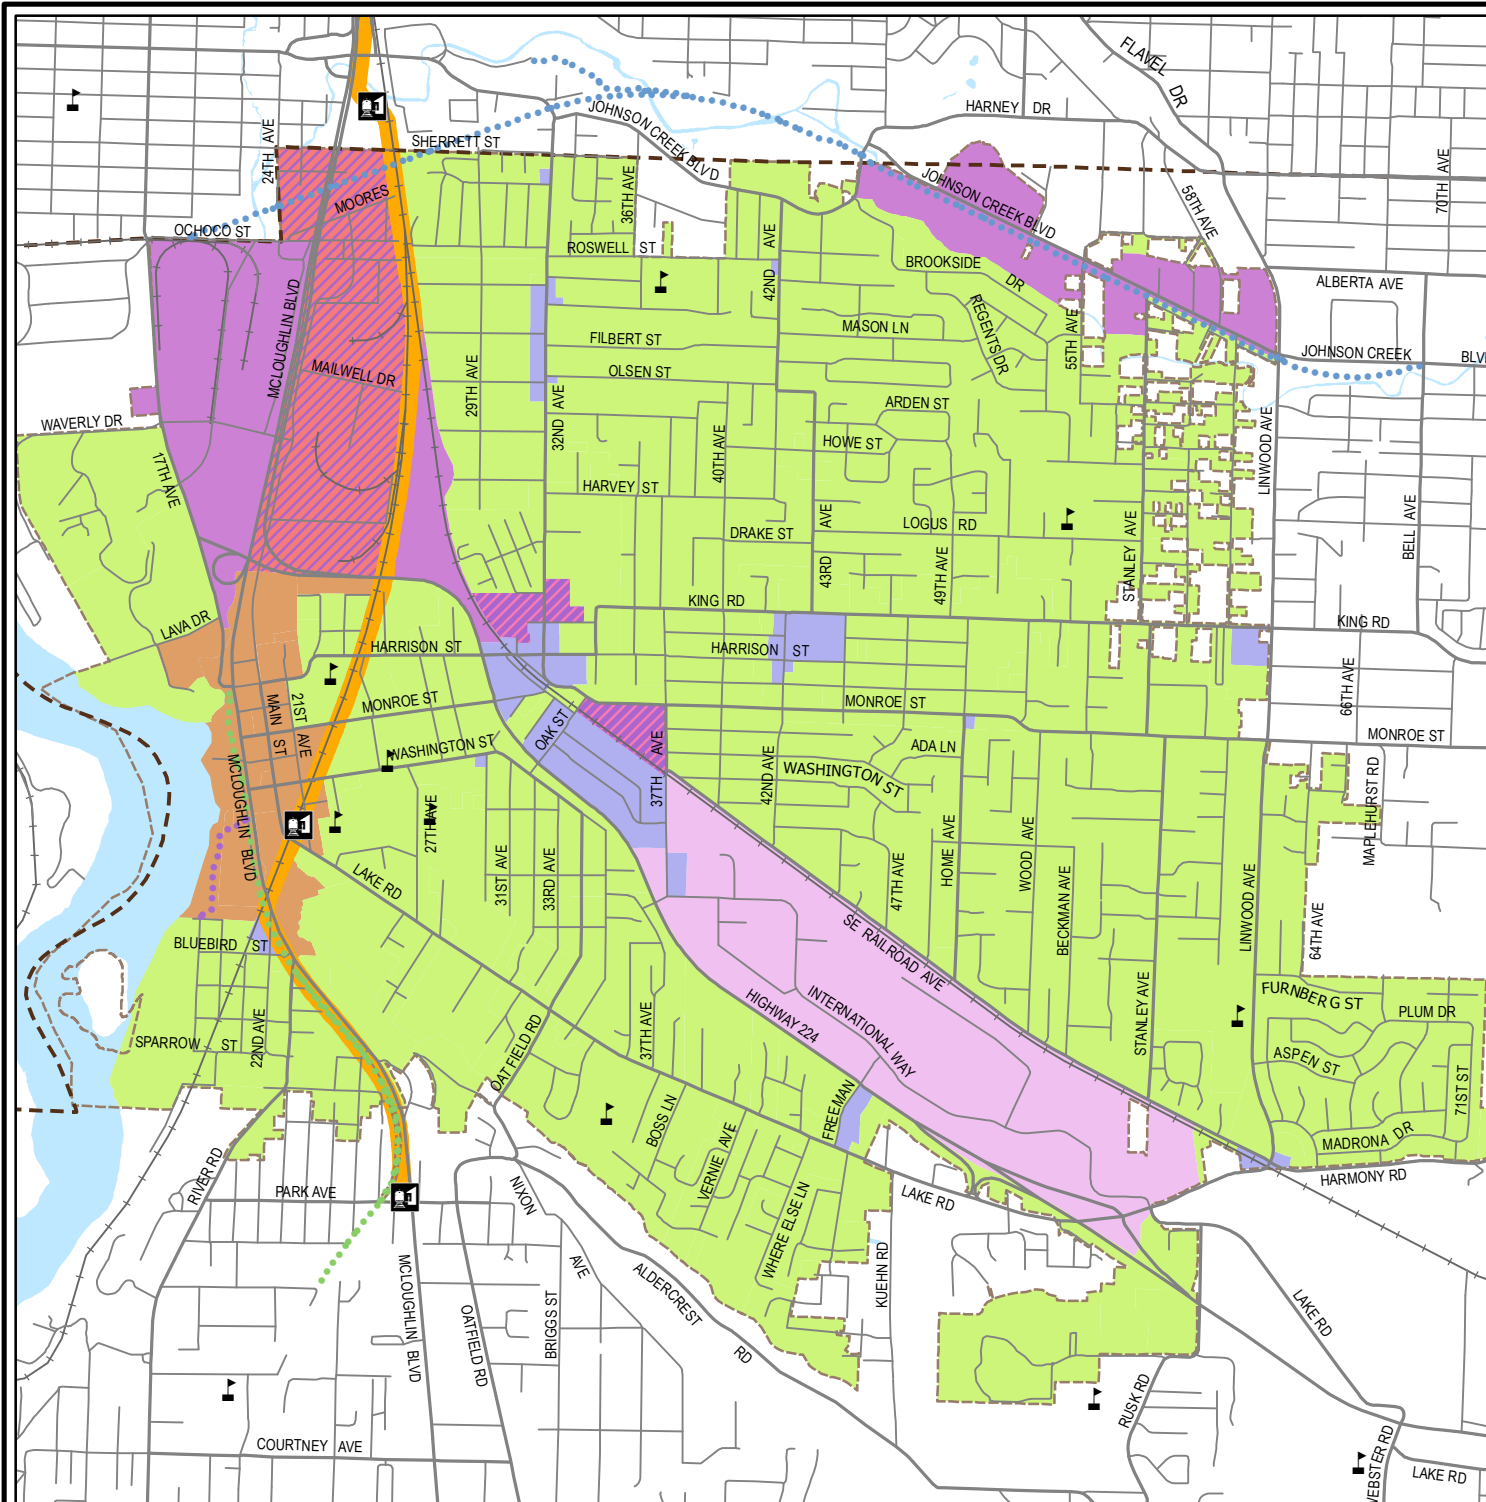 FLAVEL DR
HARNEY DR
24TH AVE
SHERRETT ST
JOHNSON CREEK BLVD
36TH AVE
70TH AVE
58TH AVE
JOHNSON CREEK BLVD
MOORES
OCHOCO ST
ROSWELL ST
42ND AVE
BROOKSIDE DR
ALBERTA AVE
MCLOUGHLIN BLVD
REGENTS DR
MASON LN
55TH AVE
FILBERT ST
JOHNSON CREEK
OLSEN ST
MAILWELL DR
29TH AVE
32ND AVE
ARDEN ST
WAVERLY DR
HOWE ST
40TH AVE
LINWOOD AVE
17TH AVE
HARVEY ST
DRAKE ST
43RD AVE
LOGUS RD
49TH AVE
STANLEY AVE
BELL AVE
KING RD
KING RD
LAVA DR
HARRISON ST
HARRISON ST
66TH AVE
MAIN ST
21ST AVE
MONROE ST
MONROE ST
MONROE ST
OAK ST
WASHINGTON ST
37TH AVE
42ND AVE
ADA LN
WASHINGTON ST
MAPLEHURST RD
MCLOUGHLIN BLVD
27TH AVE
31ST AVE
33RD AVE
LAKE RD
47TH AVE
HOME AVE
WOOD AVE
BECKMAN AVE
LINWOOD AVE
64TH AVE
BLUEBIRD ST
SE RAILROAD AVE
HIGHWAY 224
INTERNATIONAL WAY
STANLEY AVE
FURNBERG ST
PLUM DR
SPARROW ST
22ND AVE
OATFIELD RD
37TH AVE
ASPEN ST
71ST ST
BOSS LN
VERNIE AVE
FREEMAN
MADRONA DR
HARMONY RD
RIVER RD
PARK AVE
NIXON AVE
WHERE ELSE LN
LAKE RD
KUEHN RD
MCLOUGHLIN BLVD
OATFIELD RD
BRIGGS ST
ALDERCREST RD
LAKE RD
RUSK RD
COURTNEY AVE
LAKE RD